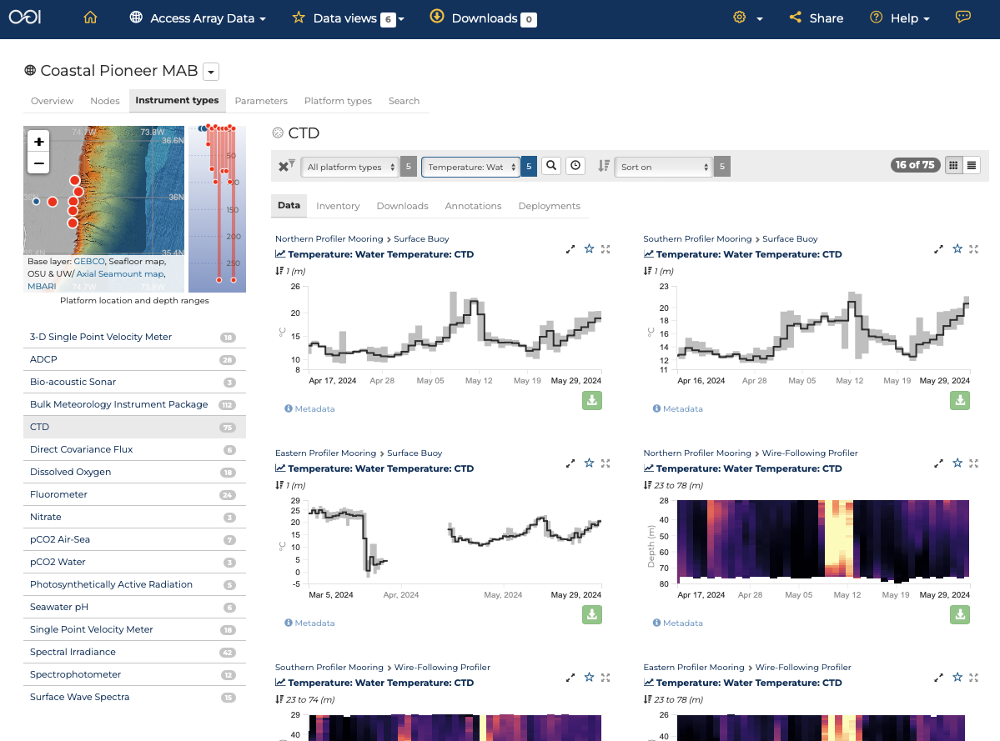 OOI
Access Array Data
Data views 6
Downloads 0
Share
Help
Coastal Pioneer MAB
Overview
Nodes
Instrument types
Parameters
Platform types
Search
+
−
74.7W
73.8W
36.6N
36N
36N
35.4N
35.4N
74.7W
73.8W
Base layer: GEBCO, Seafloor map,
OSU & UW/ Axial Seamount map,
MBARI
50
150
200
250
Platform location and depth ranges
3-D Single Point Velocity Meter 18
ADCP 28
Bio-acoustic Sonar 3
Bulk Meteorology Instrument Package 112
CTD 75
Direct Covariance Flux 6
Dissolved Oxygen 18
Fluorometer 24
Nitrate 3
pCO2 Air-Sea 7
pCO2 Water 3
Photosynthetically Active Radiation 5
Seawater pH 6
Single Point Velocity Meter 18
Spectral Irradiance 42
Spectrophotometer 12
Surface Wave Spectra 15
CTD
All platform types 5
Temperature: Wat 5
Sort on 5
16 of 75
Data
Inventory
Downloads
Annotations
Deployments
Northern Profiler Mooring > Surface Buoy
Temperature: Water Temperature: CTD
1 (m)
26
20
15
10
8
°C
Apr 17, 2024 Apr 28 May 05 May 12 May 19 May 29, 2024
Metadata
Southern Profiler Mooring > Surface Buoy
Temperature: Water Temperature: CTD
1 (m)
23
20
18
16
14
12
11
°C
Apr 16, 2024 Apr 28 May 05 May 12 May 19 May 29, 2024
Metadata
Eastern Profiler Mooring > Surface Buoy
Temperature: Water Temperature: CTD
1 (m)
29
25
20
15
10
5
0
-5
°C
Mar 5, 2024 Apr, 2024 May, 2024 May 29, 2024
Metadata
Northern Profiler Mooring > Wire-Following Profiler
Temperature: Water Temperature: CTD
23 to 78 (m)
28
40
50
60
70
80
Depth (m)
Apr 17, 2024 Apr 28 May 05 May 12 May 19 May 29, 2024
Metadata
Southern Profiler Mooring > Wire-Following Profiler
Temperature: Water Temperature: CTD
23 to 74 (m)
29
40
Eastern Profiler Mooring > Wire-Following Profiler
Temperature: Water Temperature: CTD
23 to 78 (m)
26
40